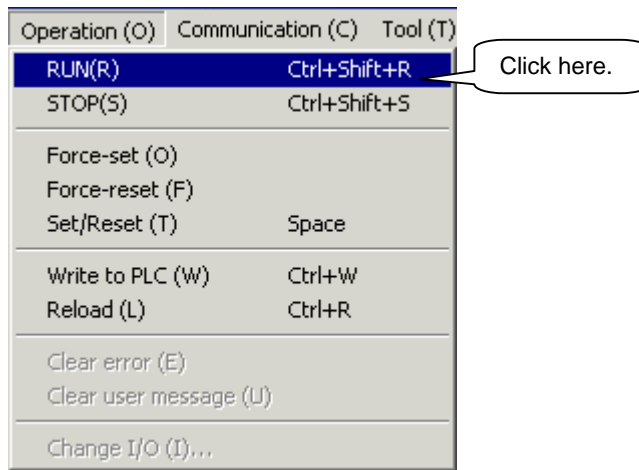 Operation (O) Communication (C) Tool (T)
RUN(R) Ctrl+Shift+R
Click here.
STOP(S) Ctrl+Shift+S
Force-set (O)
Force-reset (F)
Set/Reset (T) Space
Write to PLC (W) Ctrl+W
Reload (L) Ctrl+R
Clear error (E)
Clear user message (U)
Change I/O (I)...